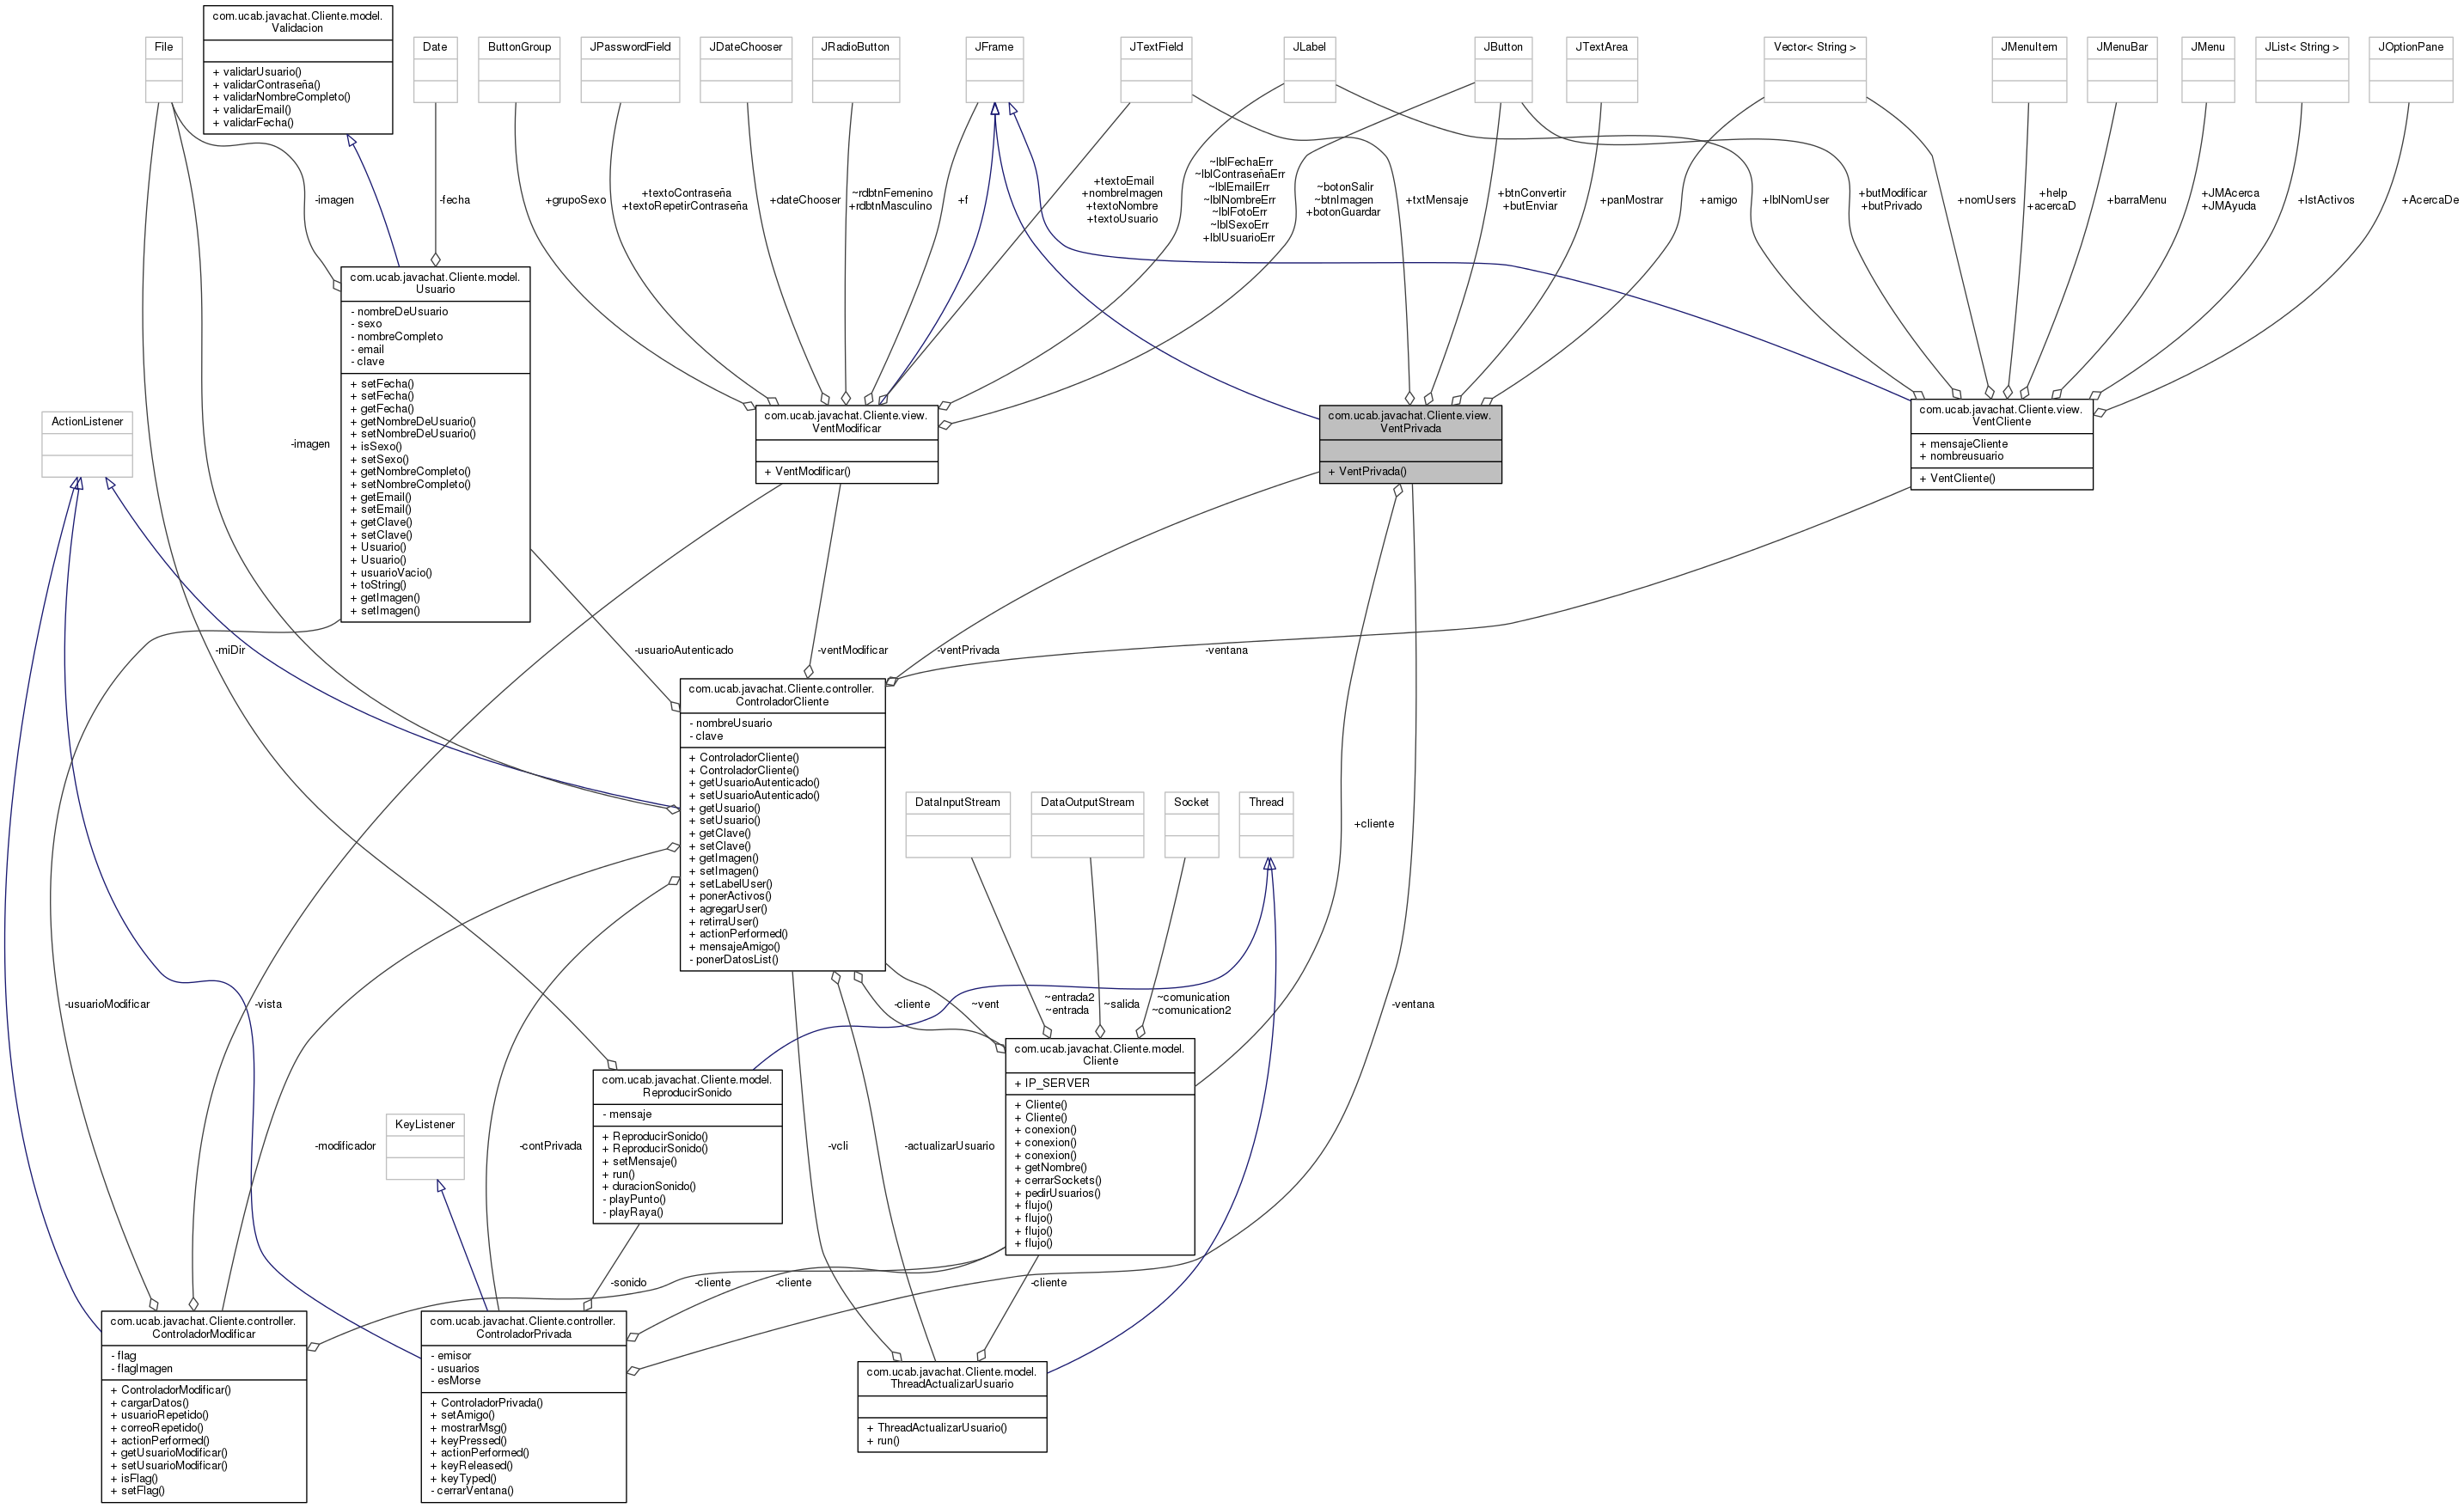 com.ucab.javachat.Cliente.model.
Validacion
+ validarUsuario()
+ validarContraseña()
+ validarNombreCompleto()
+ validarEmail()
+ validarFecha()
File
Date
ButtonGroup
JPasswordField
JDateChooser
JRadioButton
JFrame
JTextField
JLabel
JButton
JTextArea
Vector< String >
JMenuItem
JMenuBar
JMenu
JList< String >
JOptionPane
-imagen
-fecha
+grupoSexo
+textoContraseña
+textoRepetirContraseña
+dateChooser
~rdbtnFemenino
+rdbtnMasculino
+f
+textoEmail
+nombreImagen
+textoNombre
+textoUsuario
~lblFechaErr
~lblContraseñaErr
~lblEmailErr
~lblNombreErr
~lblFotoErr
~lblSexoErr
+lblUsuarioErr
~botonSalir
~btnImagen
+botonGuardar
+txtMensaje
+btnConvertir
+butEnviar
+panMostrar
+amigo
+lblNomUser
+butModificar
+butPrivado
+nomUsers
+help
+acercaD
+barraMenu
+JMAcerca
+JMAyuda
+lstActivos
+AcercaDe
com.ucab.javachat.Cliente.model.
Usuario
- nombreDeUsuario
- sexo
- nombreCompleto
- email
- clave
+ setFecha()
+ setFecha()
+ getFecha()
+ getNombreDeUsuario()
+ setNombreDeUsuario()
+ isSexo()
+ setSexo()
+ getNombreCompleto()
+ setNombreCompleto()
+ getEmail()
+ setEmail()
+ getClave()
+ setClave()
+ Usuario()
+ Usuario()
+ usuarioVacio()
+ toString()
+ getImagen()
+ setImagen()
ActionListener
-imagen
com.ucab.javachat.Cliente.view.
VentModificar
+ VentModificar()
com.ucab.javachat.Cliente.view.
VentPrivada
+ VentPrivada()
com.ucab.javachat.Cliente.view.
VentCliente
+ mensajeCliente
+ nombreusuario
+ VentCliente()
-miDir
-usuarioAutenticado
-ventModificar
-ventPrivada
-ventana
com.ucab.javachat.Cliente.controller.
ControladorCliente
- nombreUsuario
- clave
+ ControladorCliente()
+ ControladorCliente()
+ getUsuarioAutenticado()
+ setUsuarioAutenticado()
+ getUsuario()
+ setUsuario()
+ getClave()
+ setClave()
+ getImagen()
+ setImagen()
+ setLabelUser()
+ ponerActivos()
+ agregarUser()
+ retirraUser()
+ actionPerformed()
+ mensajeAmigo()
- ponerDatosList()
DataInputStream
DataOutputStream
Socket
Thread
+cliente
-usuarioModificar
-vista
-cliente
~vent
~entrada2
~entrada
~salida
~comunication
~comunication2
-ventana
com.ucab.javachat.Cliente.model.
ReproducirSonido
- mensaje
+ ReproducirSonido()
+ ReproducirSonido()
+ setMensaje()
+ run()
+ duracionSonido()
- playPunto()
- playRaya()
com.ucab.javachat.Cliente.model.
Cliente
+ IP_SERVER
+ Cliente()
+ Cliente()
+ conexion()
+ conexion()
+ conexion()
+ getNombre()
+ cerrarSockets()
+ pedirUsuarios()
+ flujo()
+ flujo()
+ flujo()
+ flujo()
KeyListener
-modificador
-contPrivada
-vcli
-actualizarUsuario
-sonido
-cliente
-cliente
-cliente
com.ucab.javachat.Cliente.controller.
ControladorModificar
- flag
- flagImagen
+ ControladorModificar()
+ cargarDatos()
+ usuarioRepetido()
+ correoRepetido()
+ actionPerformed()
+ getUsuarioModificar()
+ setUsuarioModificar()
+ isFlag()
+ setFlag()
com.ucab.javachat.Cliente.controller.
ControladorPrivada
- emisor
- usuarios
- esMorse
+ ControladorPrivada()
+ setAmigo()
+ mostrarMsg()
+ keyPressed()
+ actionPerformed()
+ keyReleased()
+ keyTyped()
- cerrarVentana()
com.ucab.javachat.Cliente.model.
ThreadActualizarUsuario
+ ThreadActualizarUsuario()
+ run()